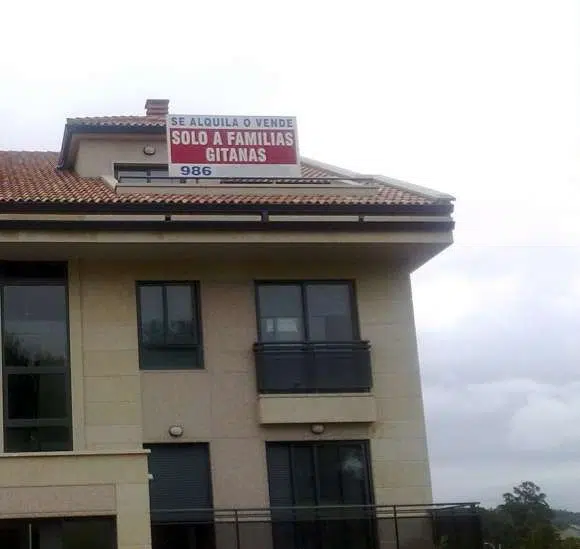 SE ALQUILA O VENDE
SOLO A FAMILIAS
GITANAS
986